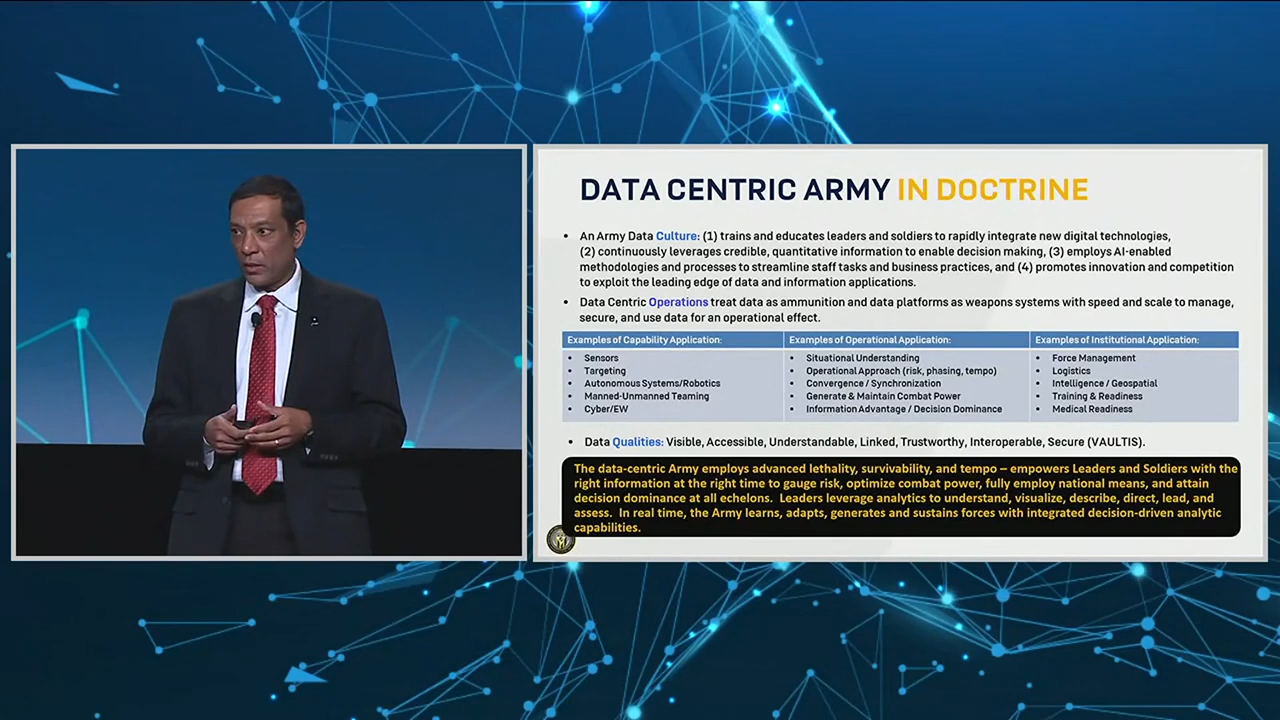 DATA CENTRIC ARMY IN DOCTRINE
• An Army Data Culture: (1) trains and educates leaders and soldiers to rapidly integrate new digital technologies,
(2) continuously leverages credible, quantitative information to enable decision making, (3) employs AI-enabled
methodologies and processes to streamline staff tasks and business practices, and (4) promotes innovation and competition
to exploit the leading edge of data and information applications.
• Data Centric Operations treat data as ammunition and data platforms as weapons systems with speed and scale to manage,
secure, and use data for an operational effect.
Examples of Capability Application:
• Sensors
• Targeting
• Autonomous Systems/Robotics
• Manned-Unmanned Teaming
• Cyber/EW
Examples of Operational Application:
• Situational Understanding
• Operational Approach (risk, phasing, tempo)
• Convergence / Synchronization
• Generate & Maintain Combat Power
• Information Advantage / Decision Dominance
Examples of Institutional Application:
• Force Management
• Logistics
• Intelligence / Geospatial
• Training & Readiness
• Medical Readiness
• Data Qualities: Visible, Accessible, Understandable, Linked, Trustworthy, Interoperable, Secure (VAULTIS).
The data-centric Army employs advanced lethality, survivability, and tempo – empowers Leaders and Soldiers with the
right information at the right time to gauge risk, optimize combat power, fully employ national means, and attain
decision dominance at all echelons. Leaders leverage analytics to understand, visualize, describe, direct, lead, and
assess. In real time, the Army learns, adapts, generates and sustains forces with integrated decision-driven analytic
capabilities.